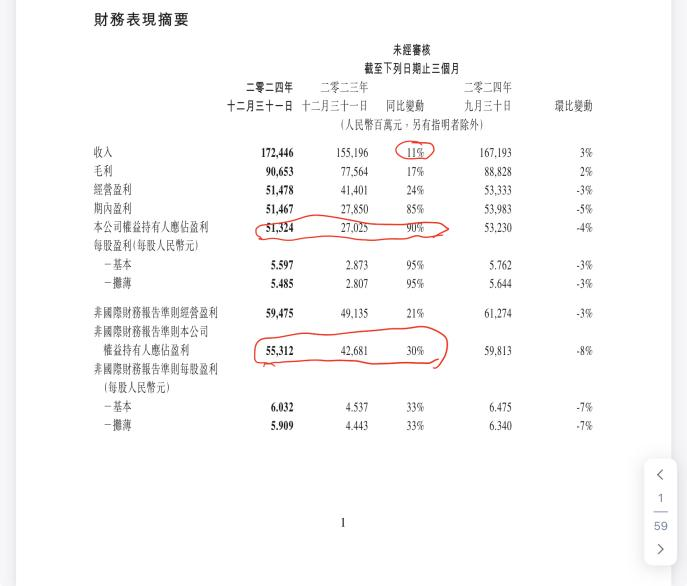 財務表現摘要
未經審核
截至下列日期止三個月
二零二四年 二零二三年 二零二四年
十二月三十一日 十二月三十一日 同比變動 九月三十日 環比變動
(人民幣百萬元，另有指明者除外)
收入 172,446 155,196 11% 167,193 3%
毛利 90,653 77,564 17% 88,828 2%
經營盈利 51,478 41,401 24% 53,333 -3%
期內盈利 51,467 27,850 85% 53,983 -5%
本公司權益持有人應佔盈利 51,324 27,025 90% 53,230 -4%
每股盈利(每股人民幣元)
－基本 5.597 2.873 95% 5.762 -3%
－攤薄 5.485 2.807 95% 5.644 -3%
非國際財務報告準則經營盈利 59,475 49,135 21% 61,274 -3%
非國際財務報告準則本公司
權益持有人應佔盈利 55,312 42,681 30% 59,813 -8%
非國際財務報告準則每股盈利
(每股人民幣元)
－基本 6.032 4.537 33% 6.475 -7%
－攤薄 5.909 4.443 33% 6.340 -7%
1
59
1